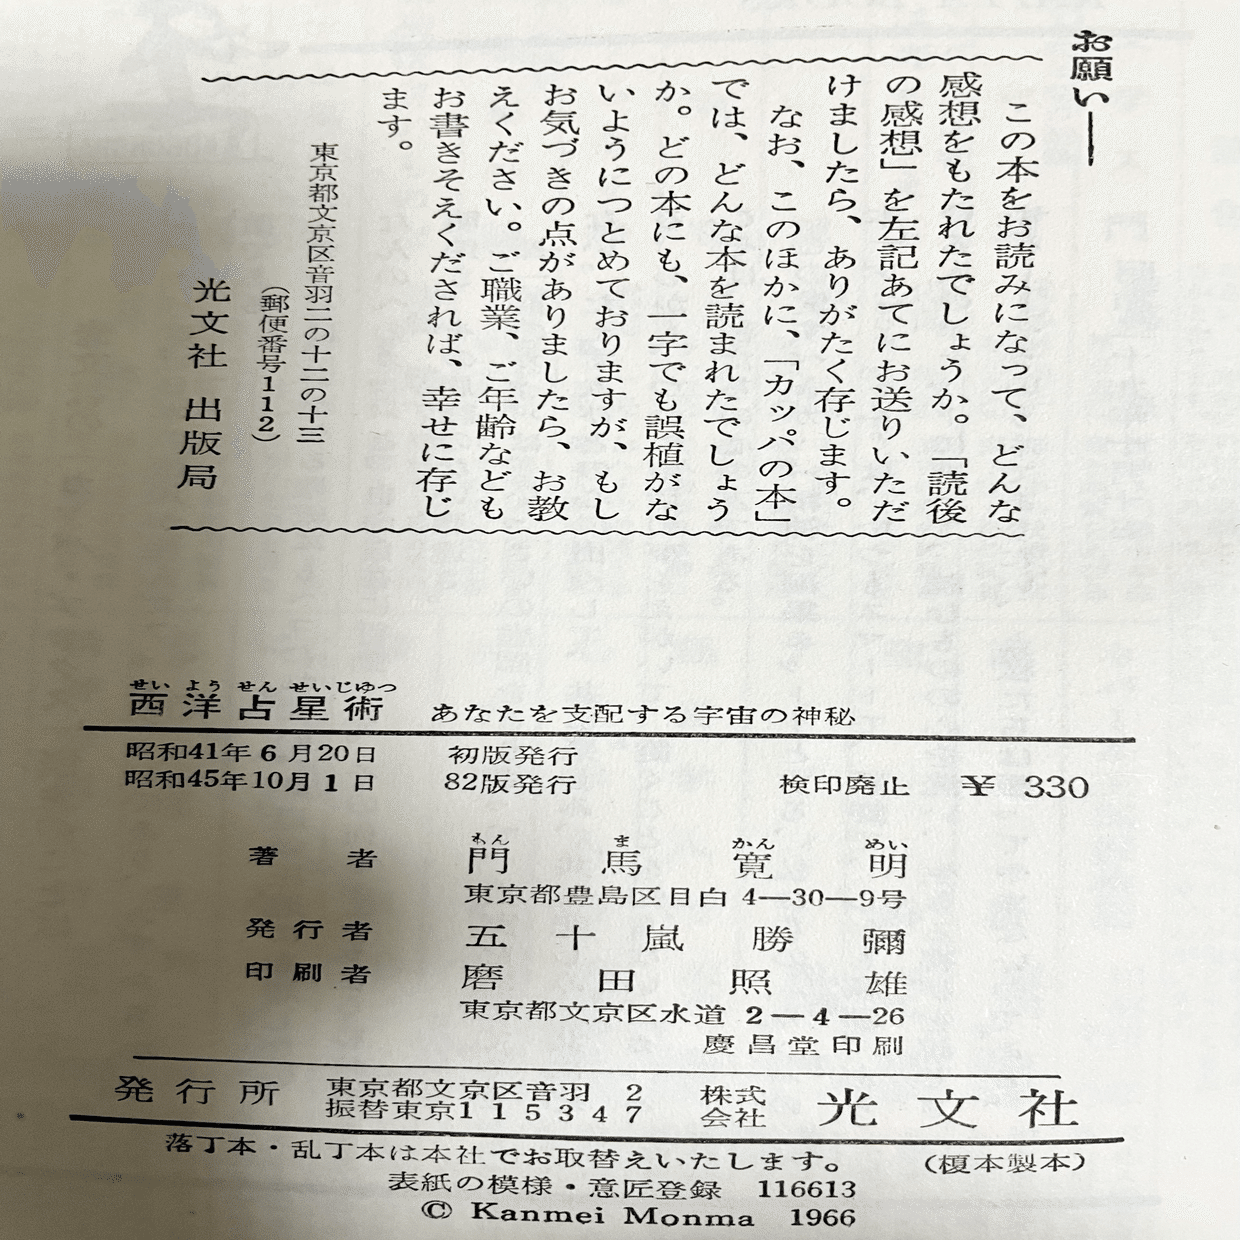 お願い――
この本をお読みになって、どんな
感想をもたれたでしょうか。「読後
の感想」を左記あてにお送りいただ
けましたら、ありがたく存じます。
なお、このほかに、「カッパの本」
では、どんな本を読まれたでしょう
か。どの本にも、一字でも誤植がな
いようにつとめておりますが、もし
お気づきの点がありましたら、お教
えください。ご職業、ご年齢なども
お書きそえくだされば、幸せに存じ
ます。
東京都文京区音羽二の十二の十三
(郵便番号112)
光文社 出版局
せい よう せん せいじゆつ
西洋占星術 あなたを支配する宇宙の神秘
昭和41年6月20日 初版発行
昭和45年10月1日 82版発行 検印廃止 ¥330
もん ま かん めい
著者 門馬寛明
東京都豊島区目白 4―30―9号
発行者 五十嵐勝彌
印刷者 磨田照雄
東京都文京区水道 2―4―26
慶昌堂印刷
発行所 東京都文京区音羽 2 株式 光文社
振替東京115347 会社
落丁本・乱丁本は本社でお取替えいたします。 (榎本製本)
表紙の模様・意匠登録 116613
© Kanmei Monma 1966